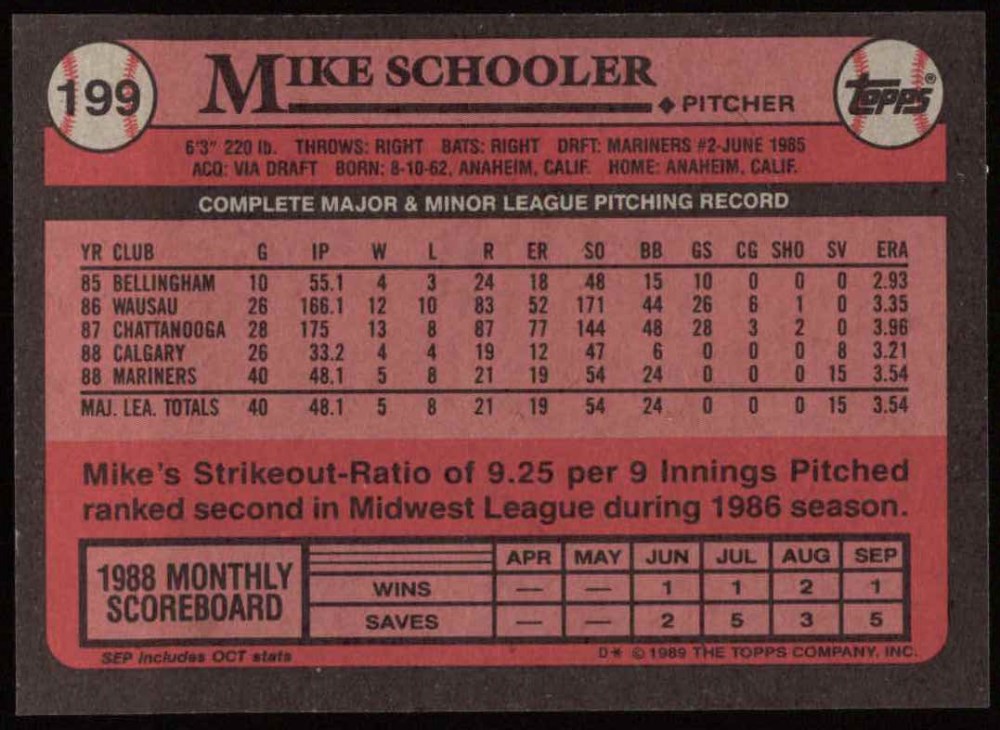 199 MIKE SCHOOLER Topps®
♦ PITCHER
6'3" 220 lb. THROWS: RIGHT BATS: RIGHT DRFT: MARINERS #2-JUNE 1985
ACQ: VIA DRAFT BORN: 8-10-62, ANAHEIM, CALIF. HOME: ANAHEIM, CALIF.
COMPLETE MAJOR & MINOR LEAGUE PITCHING RECORD
YR CLUB G IP W L R ER SO BB GS CG SHO SV ERA
85 BELLINGHAM 10 55.1 4 3 24 18 48 15 10 0 0 0 2.93
86 WAUSAU 26 166.1 12 10 83 52 171 44 26 6 1 0 3.35
87 CHATTANOOGA 28 175 13 8 87 77 144 48 28 3 2 0 3.96
88 CALGARY 26 33.2 4 4 19 12 47 6 0 0 0 8 3.21
88 MARINERS 40 48.1 5 8 21 19 54 24 0 0 0 15 3.54
MAJ. LEA. TOTALS 40 48.1 5 8 21 19 54 24 0 0 0 15 3.54
Mike's Strikeout-Ratio of 9.25 per 9 Innings Pitched
ranked second in Midwest League during 1986 season.
1988 MONTHLY
SCOREBOARD
APR MAY JUN JUL AUG SEP
WINS — — 1 1 2 1
SAVES — — 2 5 3 5
SEP includes OCT stats D* © 1989 THE TOPPS COMPANY, INC.